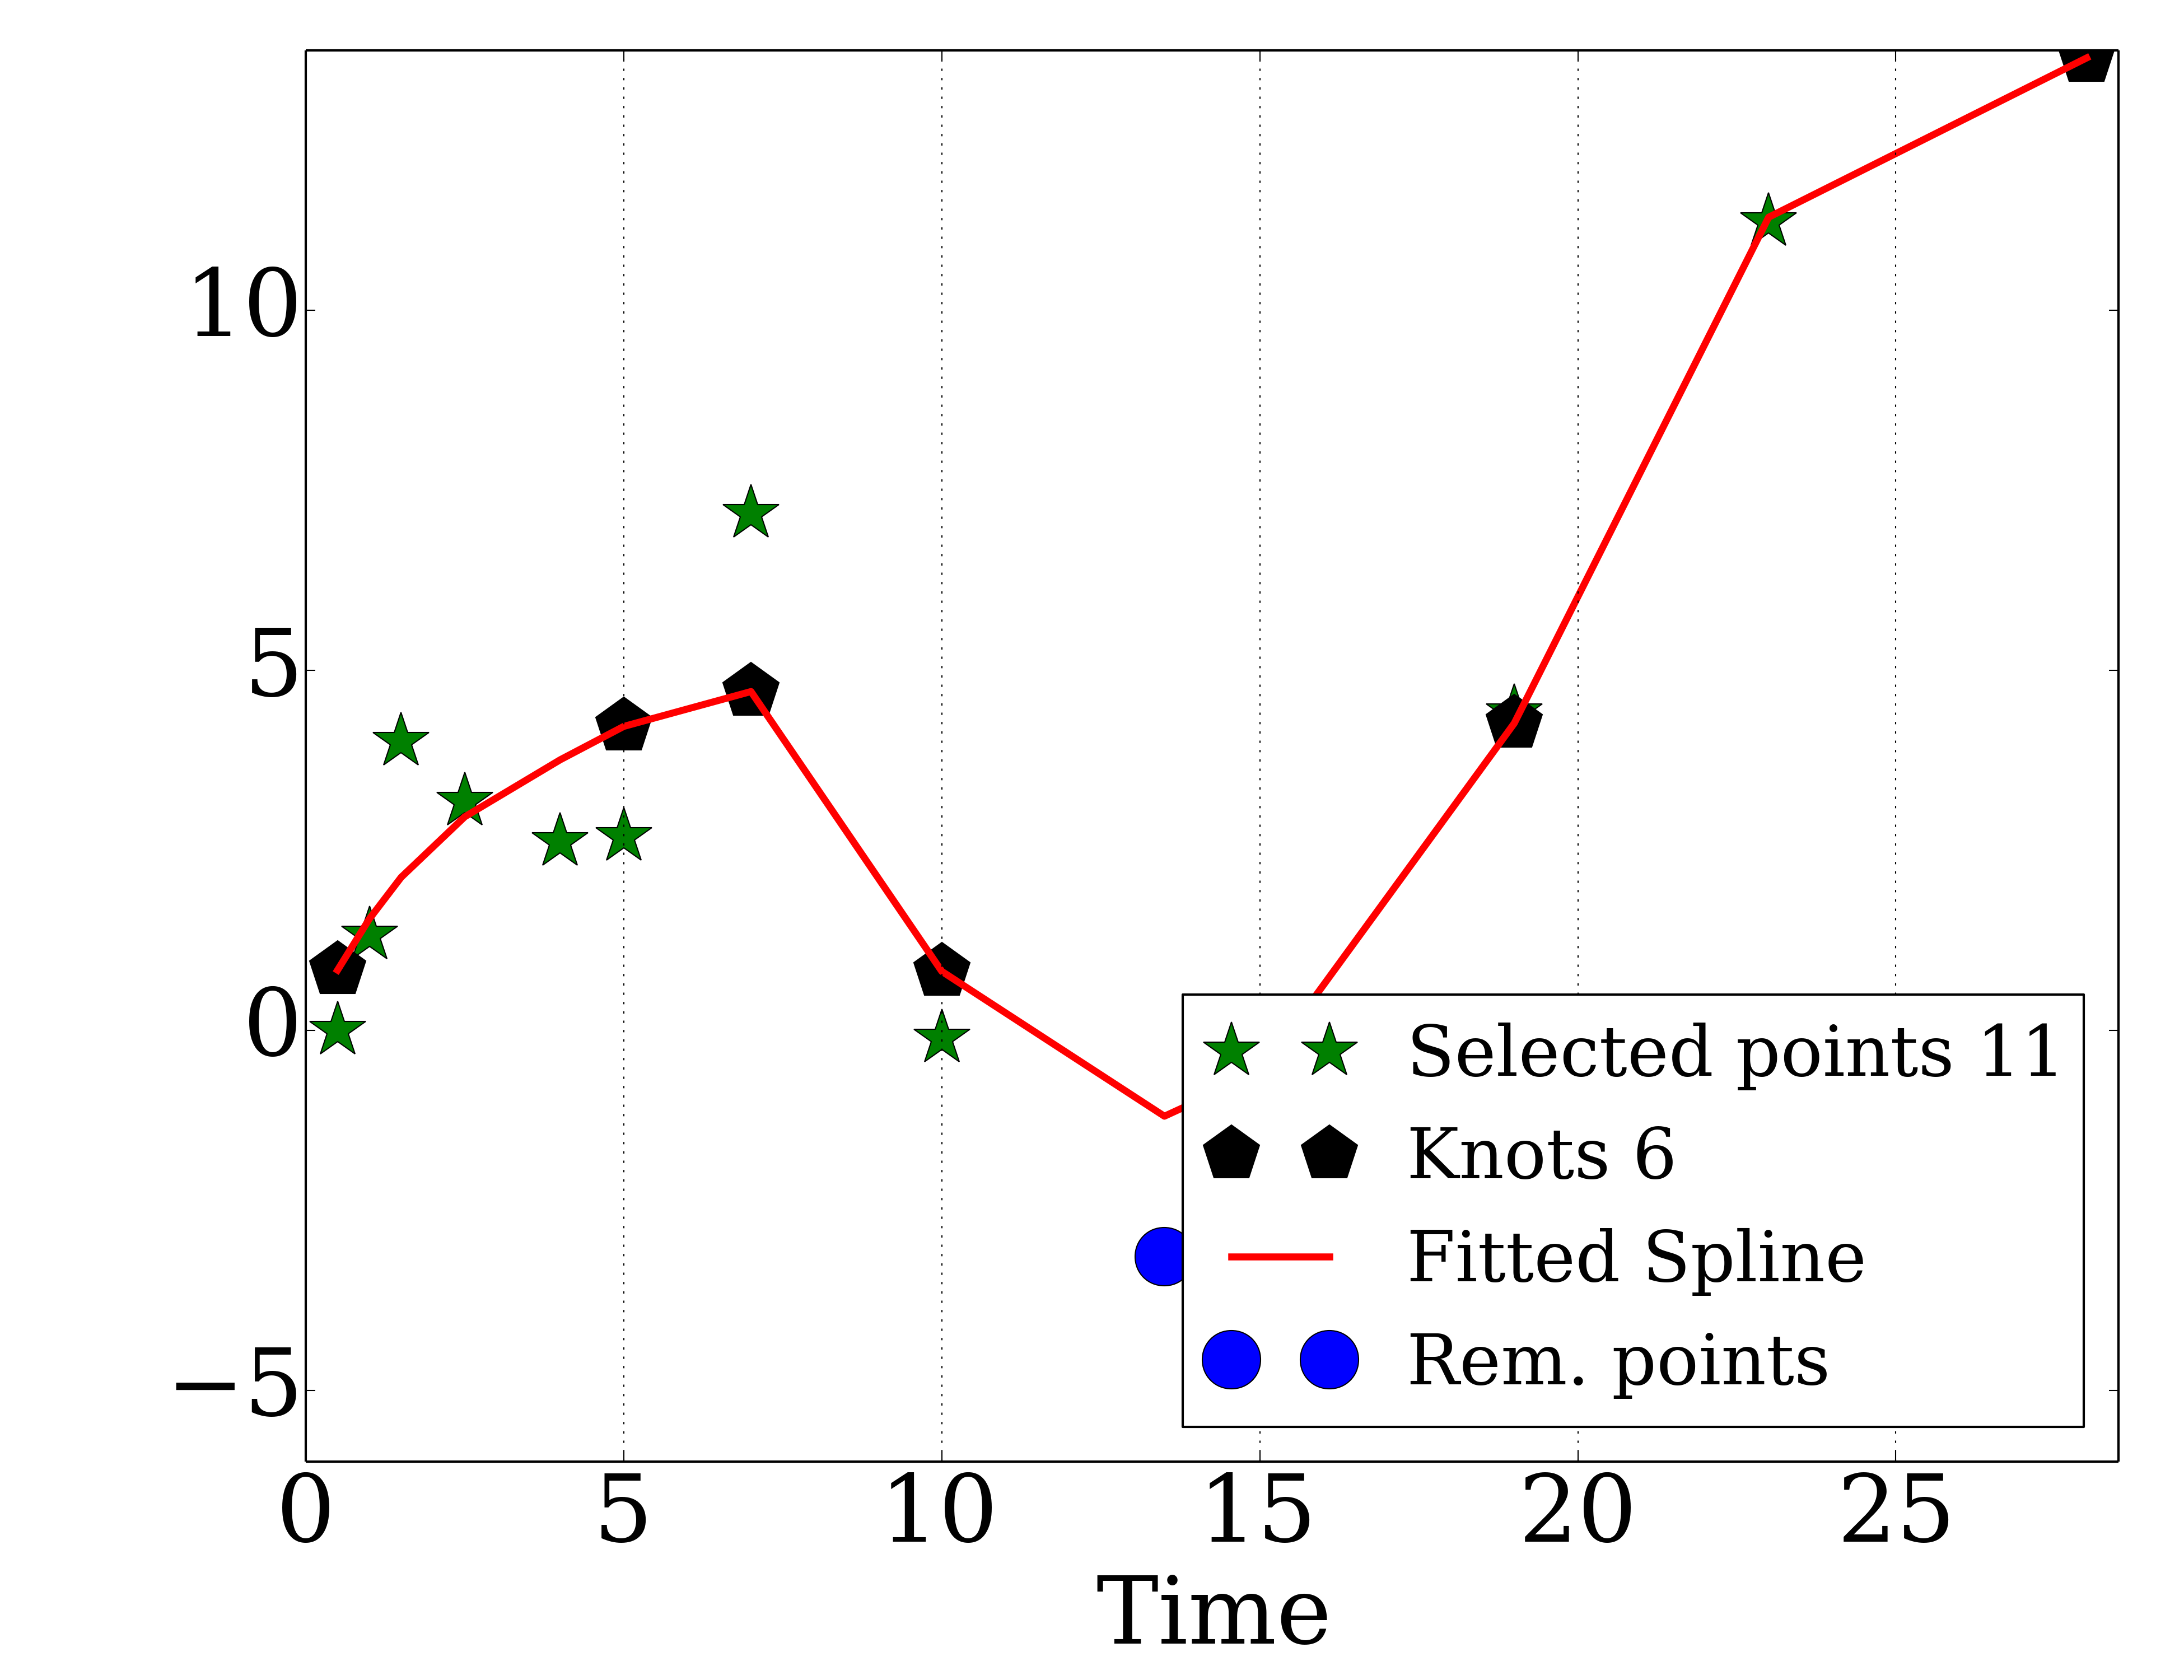 10
5
0
−5
0 5 10 15 20 25
Time
Selected points 11
Knots 6
Fitted Spline
Rem. points